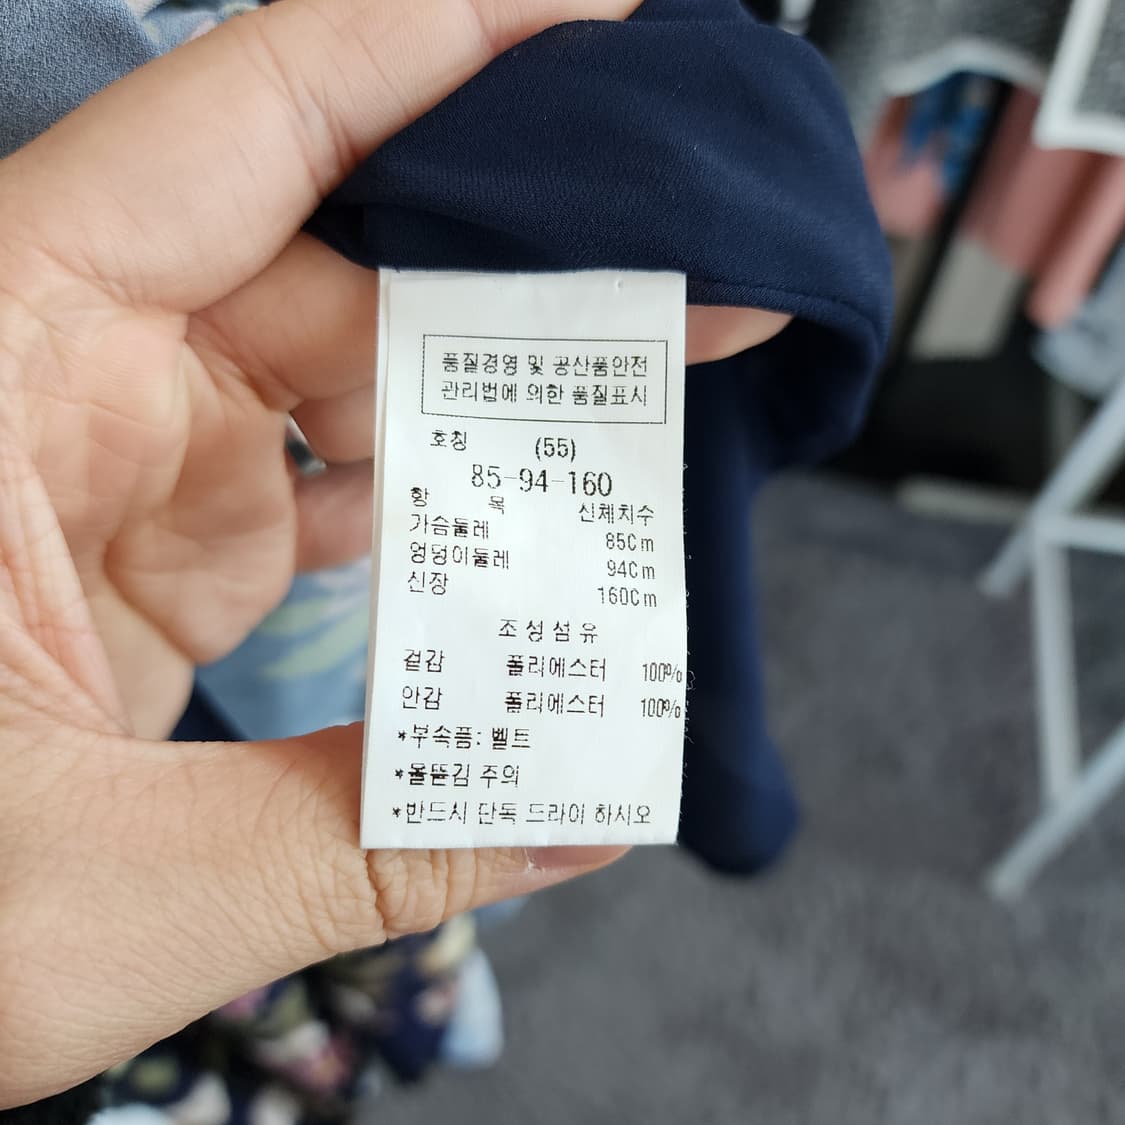 품질경영 및 공산품안전
관리법에 의한 품질표시
호칭 (55)
85-94-160
항 목 신체치수
가슴둘레 85Cm
엉덩이둘레 94Cm
신장 160Cm
조성섬유
겉감 폴리에스터 100%
안감 폴리에스터 100%
*부속품: 벨트
*올뜯김 주의
*반드시 단독 드라이 하시오